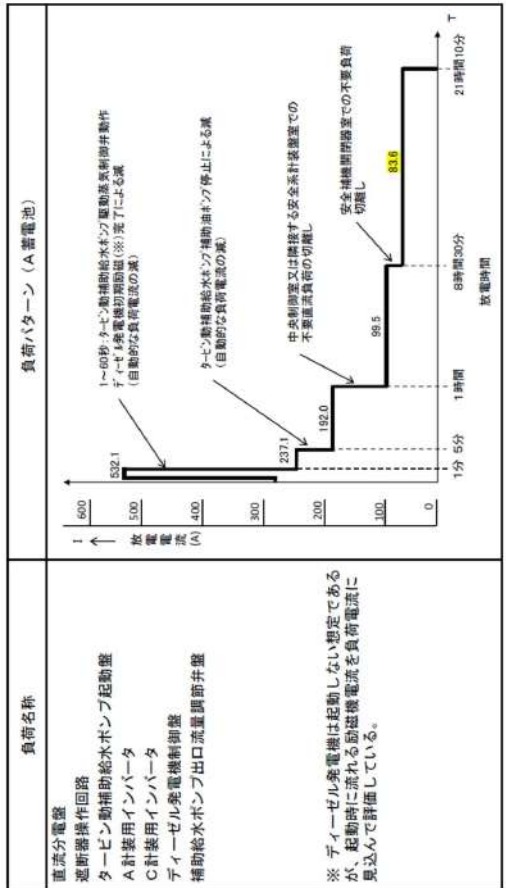 負荷名称
直流分電盤
遮断器操作回路
タービン動補助給水ポンプ起動盤
A計装用インバータ
C計装用インバータ
ディーゼル発電機制御盤
補助給水ポンプ出口流量調節弁盤
※ ディーゼル発電機は起動しない想定である
が、起動時に流れる励磁機電流を負荷電流に
見込んで評価している。
負荷パターン（A蓄電池）
I
放電電流
(A)
600
500
400
300
200
100
0
532.1
237.1
192.0
99.5
83.6
1～60秒:タービン動補助給水ポンプ駆動蒸気制御弁動作
ディーゼル発電機初期励磁(※)完了による減
(自動的な負荷電流の減)
タービン動補助給水ポンプ補助油ポンプ停止による減
(自動的な負荷電流の減)
中央制御室又は隣接する安全系計装盤室での
不要直流負荷の切離し
安全補機開閉器室での不要負荷
切離し
1分
5分
1時間
8時間30分
21時間10分
T
放電時間